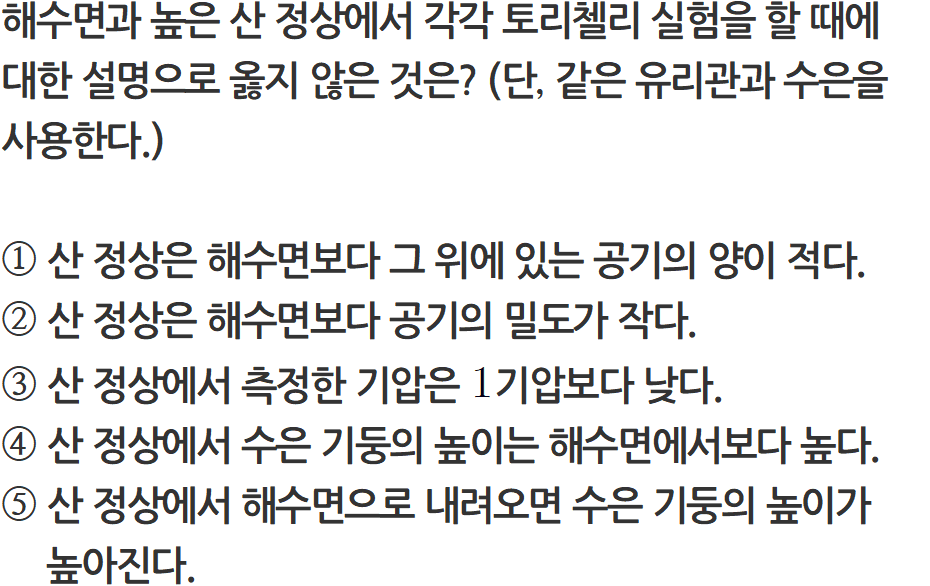 해수면과 높은 산 정상에서 각각 토리첼리 실험을 할 때에
대한 설명으로 옳지 않은 것은? (단, 같은 유리관과 수은을
사용한다.)
① 산 정상은 해수면보다 그 위에 있는 공기의 양이 적다.
② 산 정상은 해수면보다 공기의 밀도가 작다.
③ 산 정상에서 측정한 기압은 1기압보다 낮다.
④ 산 정상에서 수은 기둥의 높이는 해수면에서보다 높다.
⑤ 산 정상에서 해수면으로 내려오면 수은 기둥의 높이가
높아진다.